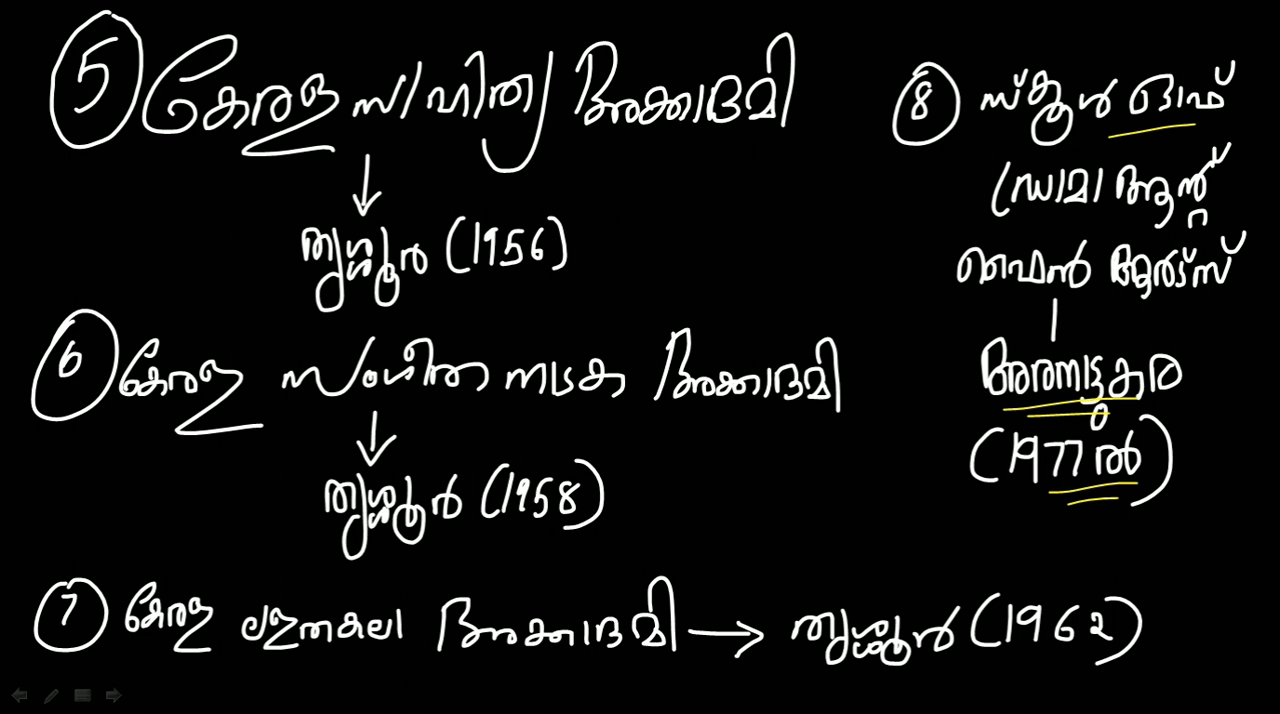 5 കേരള സാഹിത്യ അക്കാദമി
തൃശ്ശൂർ (1956)
6 കേരള സംഗീത നാടക അക്കാദമി
തൃശ്ശൂർ (1958)
7 കേരള ലളിതകലാ അക്കാദമി → തൃശ്ശൂർ (1962)
8 സ്കൂൾ ഓഫ്
ഡ്രാമ ആന്റ്
ഫൈൻ ആർട്സ്
അരണാട്ടുകര
(1977ൽ)